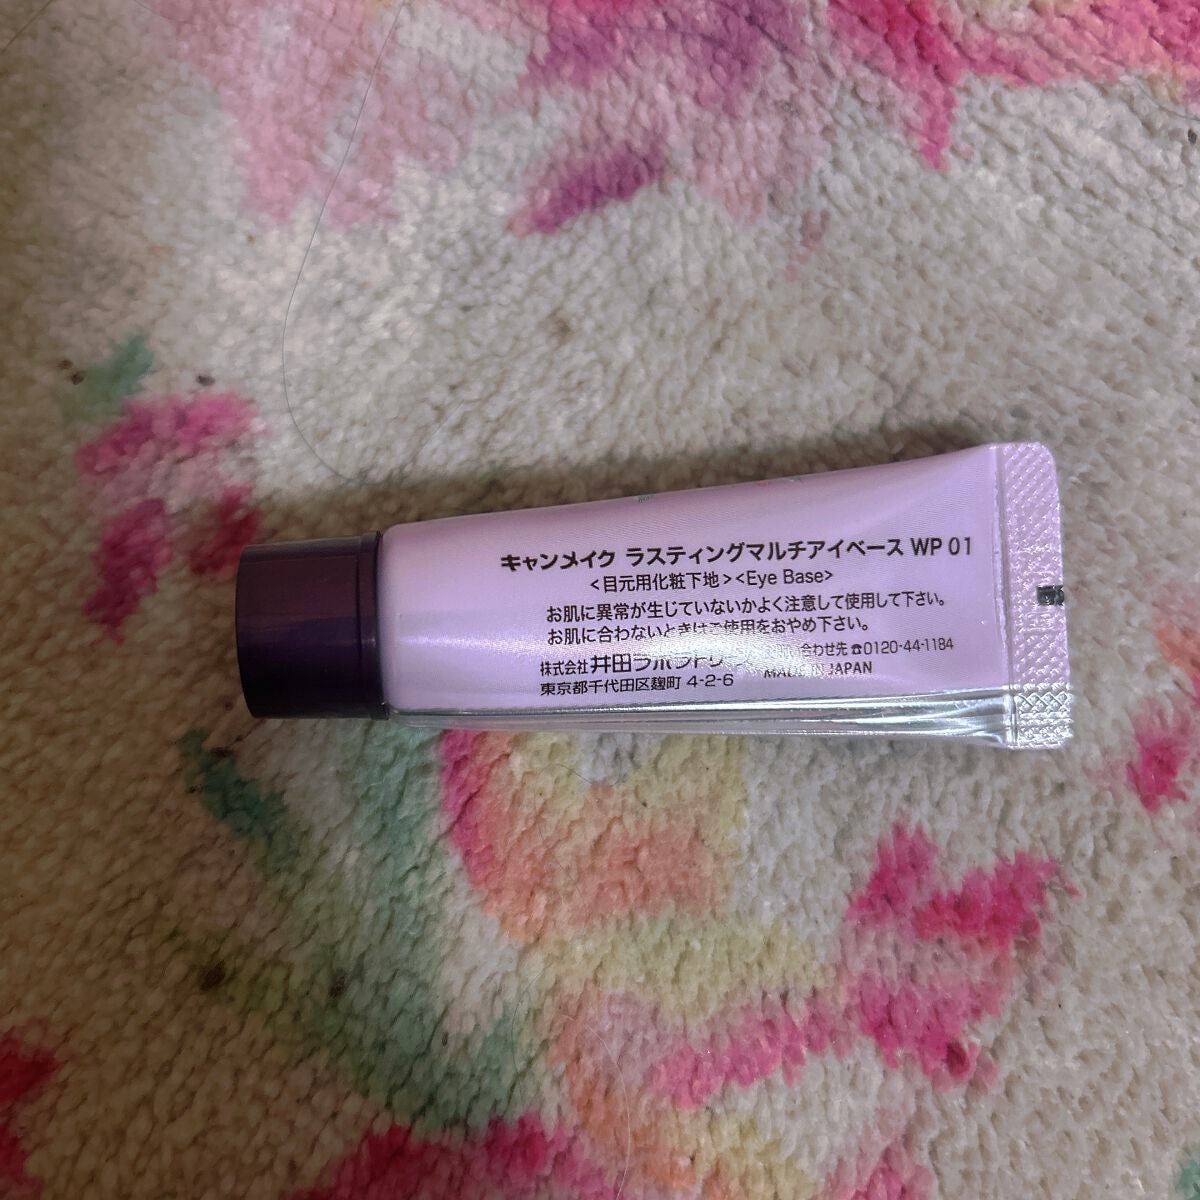 キャンメイク ラスティングマルチアイベース WP 01
<目元用化粧下地><Eye Base>
お肌に異常が生じていないかよく注意して使用して下さい。
お肌に合わないときはご使用をおやめ下さい。
株式会社 井田ラボラトリ
い合わせ先 ☎0120-44-1184
東京都千代田区麹町 4-2-6
MADE IN JAPAN